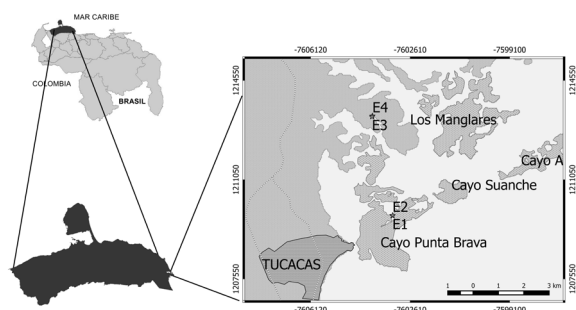 MAR CARIBE
COLOMBIA
BRASIL
-7606120 -7602610 -7599100
1214550 1214550
E4
E3
Los Manglares
Cayo A
1211050 1211050
Cayo Suanche
E2
E1
Cayo Punta Brava
TUCACAS
1207550 1207550
1 0 1 2 3 km
-7606120 -7602610 -7599100